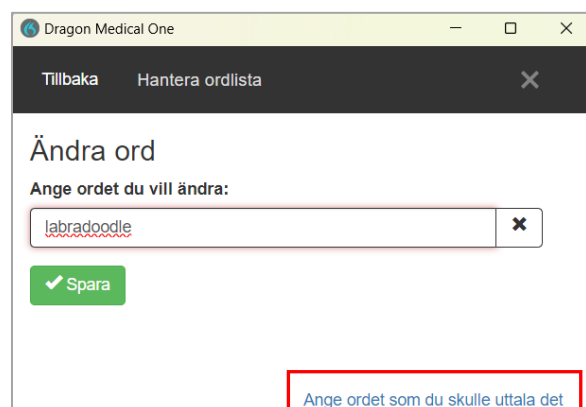 Dragon Medical One
Tillbaka Hantera ordlista
Ändra ord
Ange ordet du vill ändra:
labradoodle
Spara
Ange ordet som du skulle uttala det